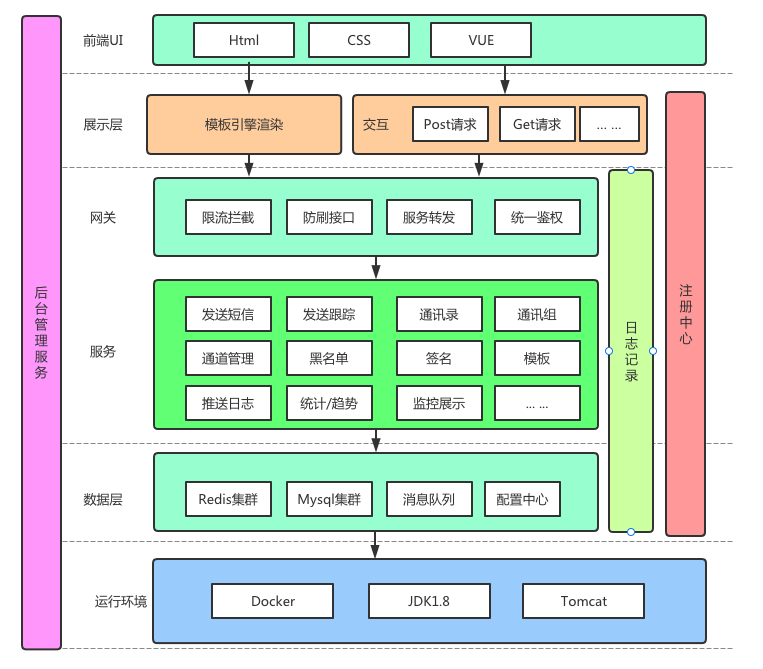 后台管理服务
前端UI
Html
CSS
VUE
展示层
模板引擎渲染
交互
Post请求
Get请求
... ...
网关
限流拦截
防刷接口
服务转发
统一鉴权
服务
发送短信
发送跟踪
通讯录
通讯组
通道管理
黑名单
签名
模板
推送日志
统计/趋势
监控展示
... ...
日志记录
注册中心
数据层
Redis集群
Mysql集群
消息队列
配置中心
运行环境
Docker
JDK1.8
Tomcat